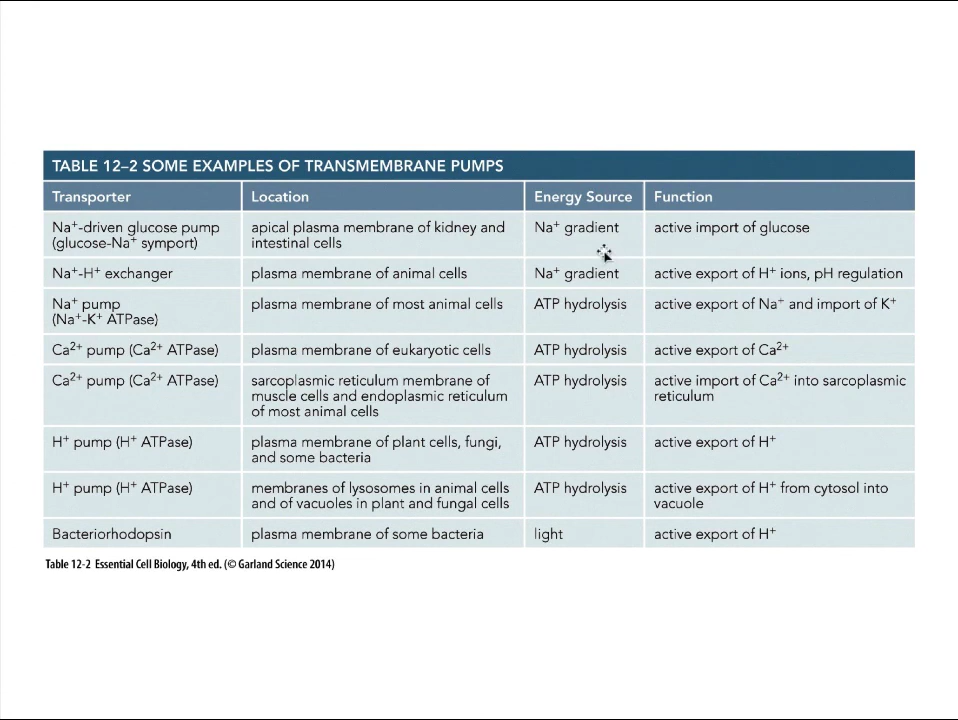 TABLE 12–2 SOME EXAMPLES OF TRANSMEMBRANE PUMPS
Transporter Location Energy Source Function
Na⁺-driven glucose pump apical plasma membrane of kidney and Na⁺ gradient active import of glucose
(glucose-Na⁺ symport) intestinal cells
Na⁺-H⁺ exchanger plasma membrane of animal cells Na⁺ gradient active export of H⁺ ions, pH regulation
Na⁺ pump plasma membrane of most animal cells ATP hydrolysis active export of Na⁺ and import of K⁺
(Na⁺-K⁺ ATPase)
Ca²⁺ pump (Ca²⁺ ATPase) plasma membrane of eukaryotic cells ATP hydrolysis active export of Ca²⁺
Ca²⁺ pump (Ca²⁺ ATPase) sarcoplasmic reticulum membrane of ATP hydrolysis active import of Ca²⁺ into sarcoplasmic
muscle cells and endoplasmic reticulum reticulum
of most animal cells
H⁺ pump (H⁺ ATPase) plasma membrane of plant cells, fungi, ATP hydrolysis active export of H⁺
and some bacteria
H⁺ pump (H⁺ ATPase) membranes of lysosomes in animal cells ATP hydrolysis active export of H⁺ from cytosol into
and of vacuoles in plant and fungal cells vacuole
Bacteriorhodopsin plasma membrane of some bacteria light active export of H⁺
Table 12-2 Essential Cell Biology, 4th ed. (© Garland Science 2014)